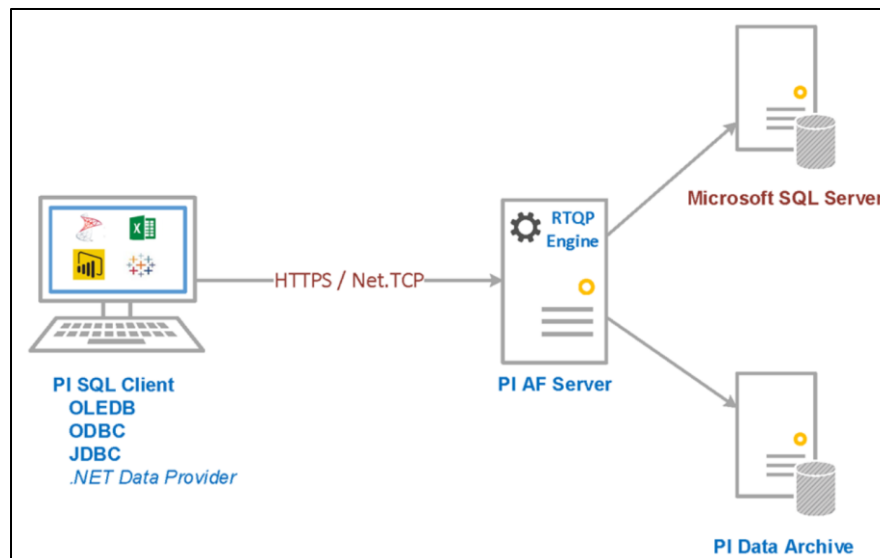 RTQP
Engine
Microsoft SQL Server
HTTPS / Net.TCP
PI SQL Client
OLEDB
ODBC
JDBC
.NET Data Provider
PI AF Server
PI Data Archive